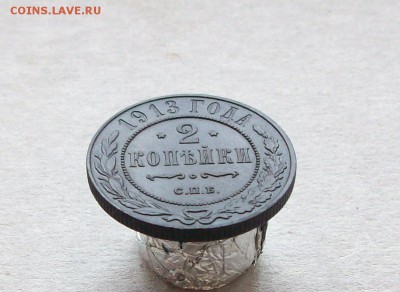 COINS.LAVE.RU
1913 ГОДА
* 2 *
КОПѢЙКИ
С.П.Б.